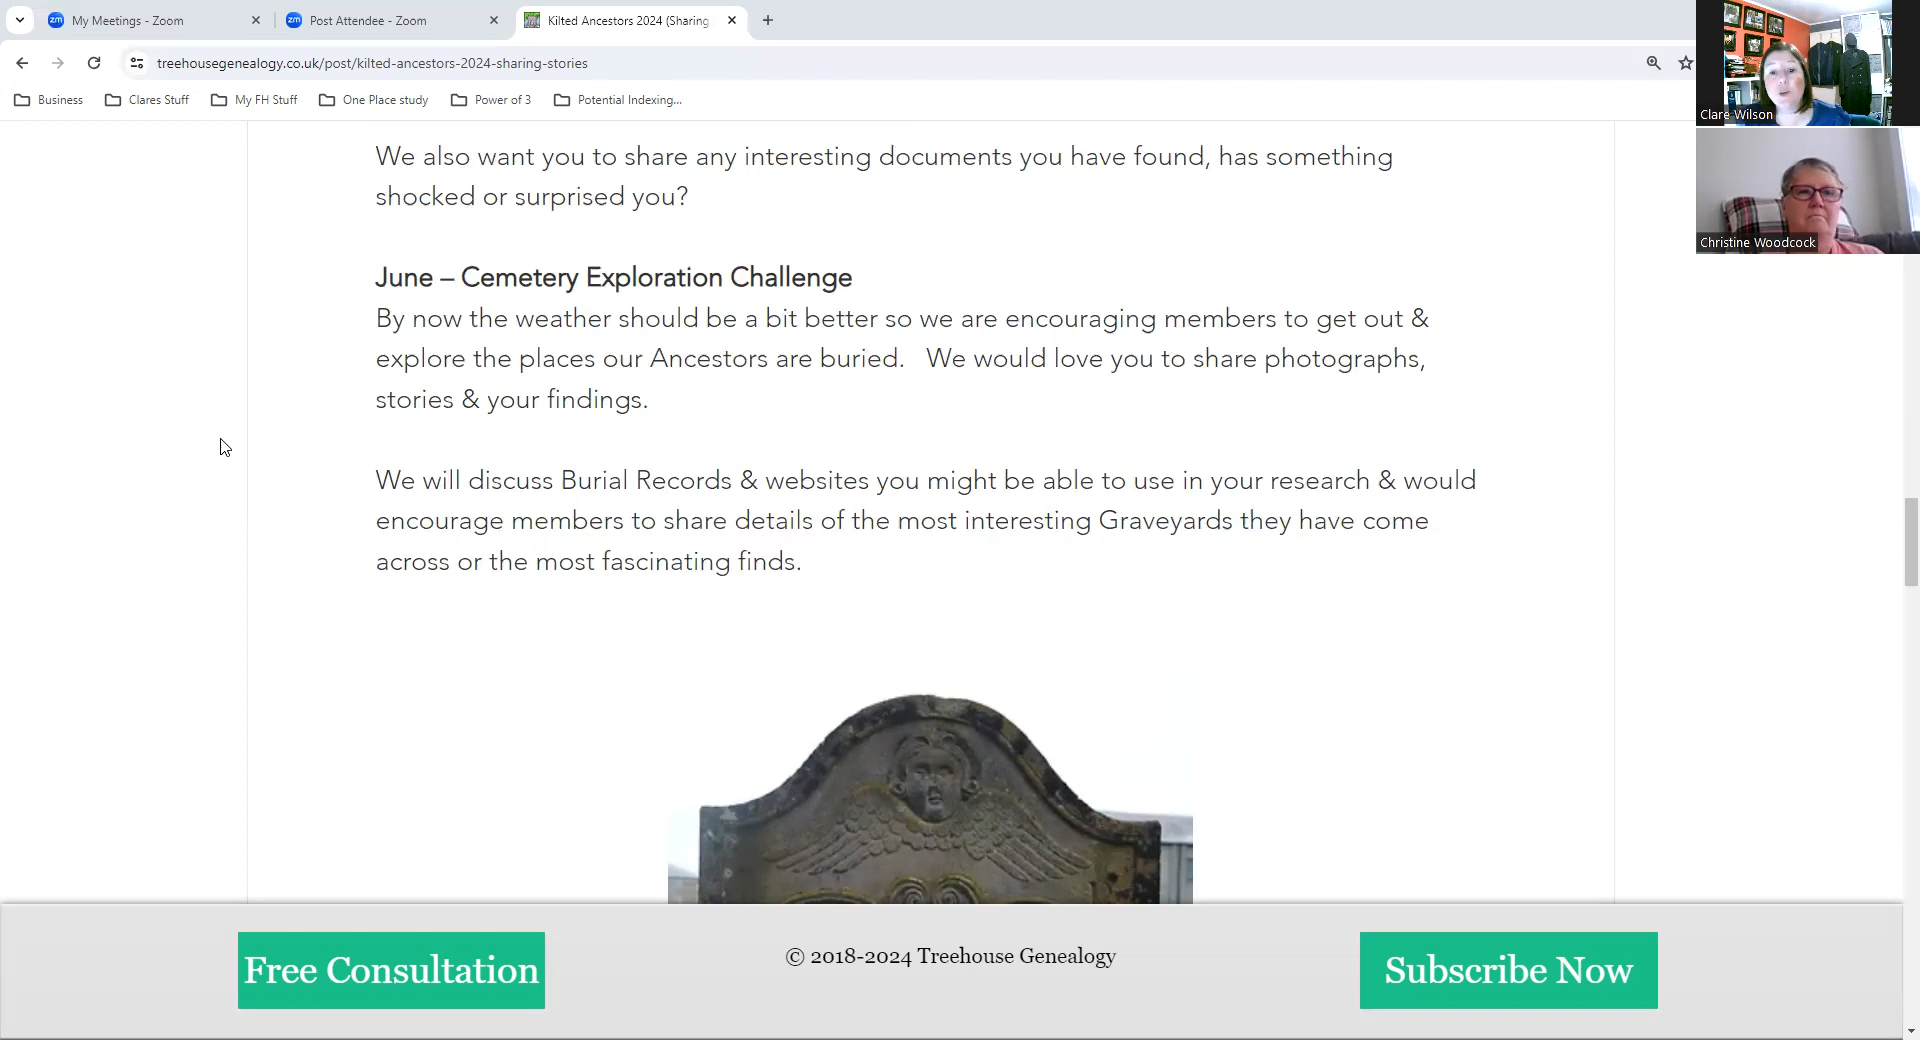 My Meetings - Zoom
Post Attendee - Zoom
Kilted Ancestors 2024 (Sharing
treehousegenealogy.co.uk/post/kilted-ancestors-2024-sharing-stories
Business
Clares Stuff
My FH Stuff
One Place study
Power of 3
Potential Indexing...
Clare Wilson
Christine Woodcock
We also want you to share any interesting documents you have found, has something
shocked or surprised you?
June – Cemetery Exploration Challenge
By now the weather should be a bit better so we are encouraging members to get out &
explore the places our Ancestors are buried.   We would love you to share photographs,
stories & your findings.
We will discuss Burial Records & websites you might be able to use in your research & would
encourage members to share details of the most interesting Graveyards they have come
across or the most fascinating finds.
Free Consultation
© 2018-2024 Treehouse Genealogy
Subscribe Now